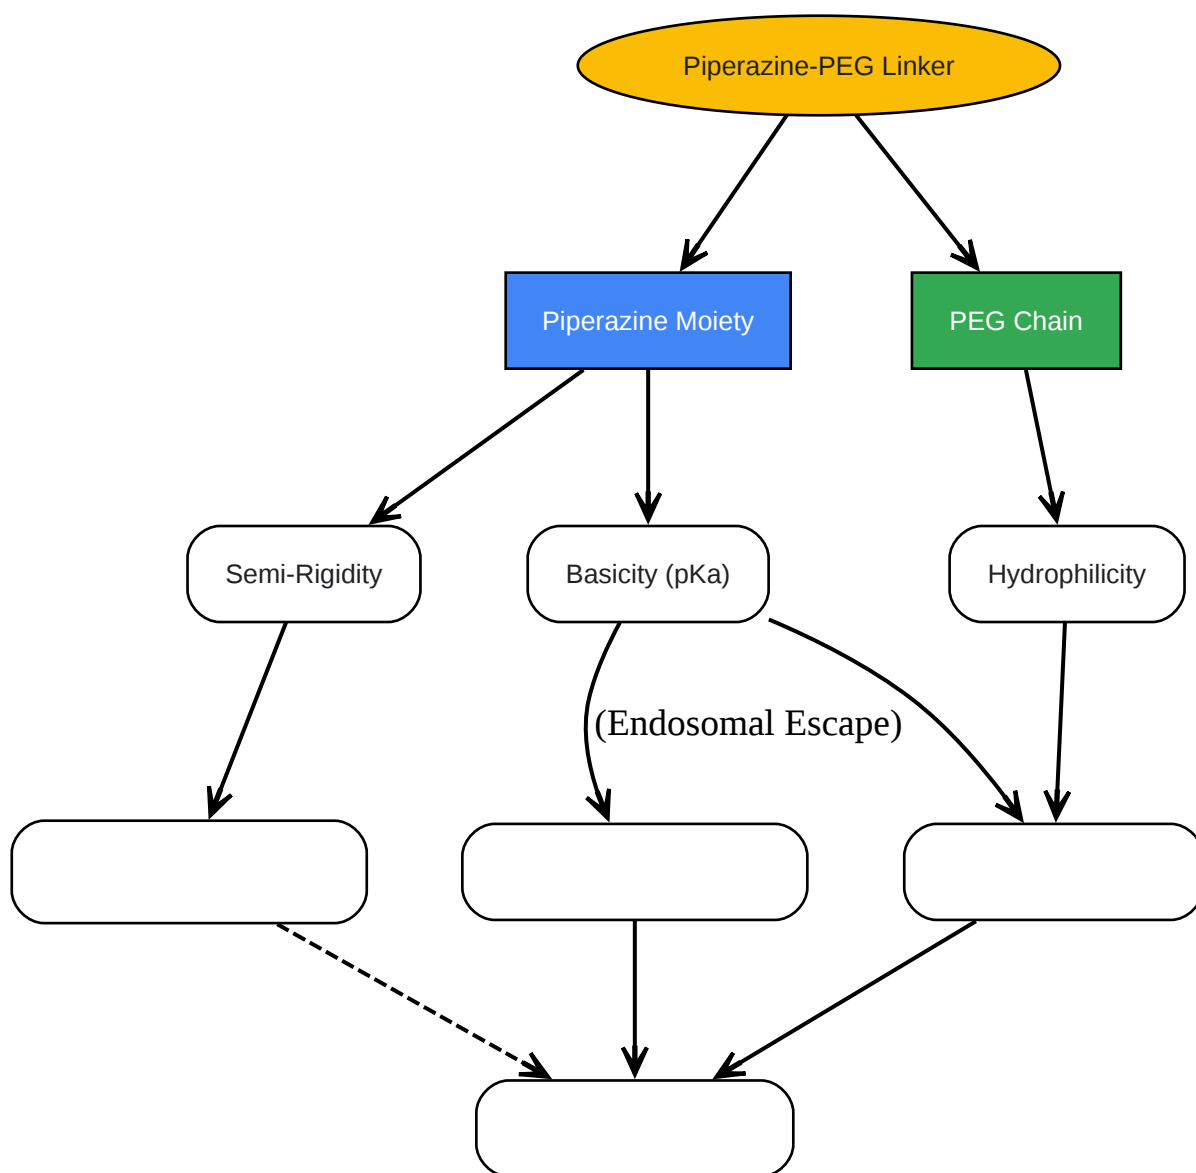 Piperazine-PEG Linker
Piperazine Moiety
PEG Chain
Semi-Rigidity
Basicity (pKa)
Hydrophilicity
(Endosomal Escape)